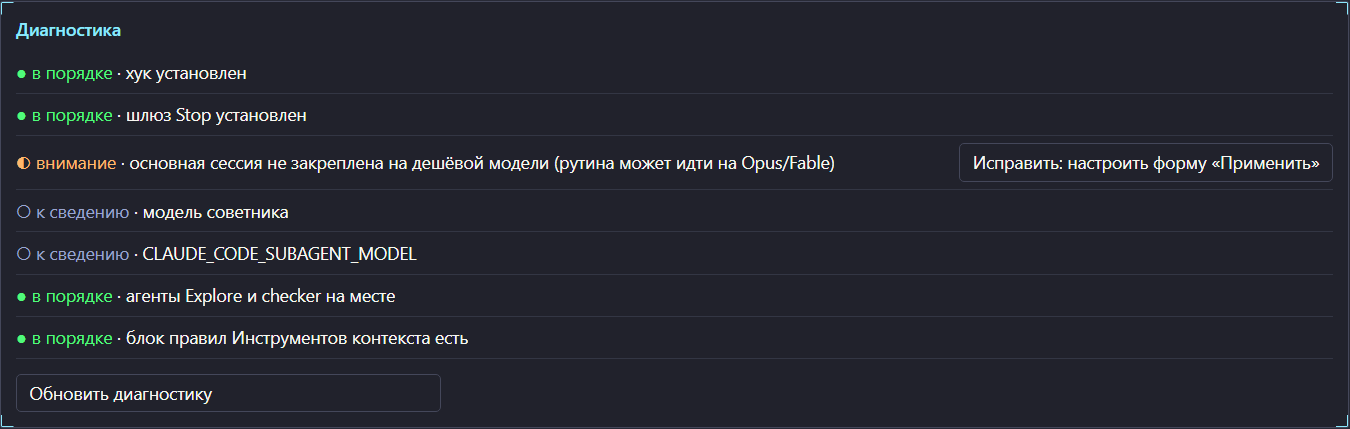 Диагностика
● в порядке · хук установлен
● в порядке · шлюз Stop установлен
◐ внимание · основная сессия не закреплена на дешёвой модели (рутина может идти на Opus/Fable) Исправить: настроить форму «Применить»
○ к сведению · модель советника
○ к сведению · CLAUDE_CODE_SUBAGENT_MODEL
● в порядке · агенты Explore и checker на месте
● в порядке · блок правил Инструментов контекста есть
Обновить диагностику